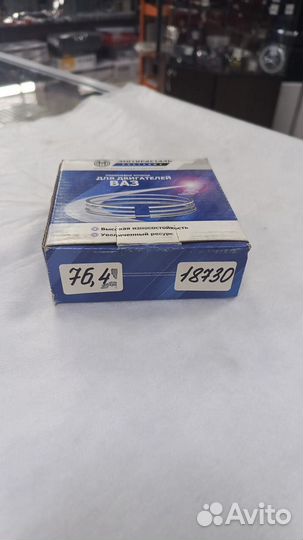 ДЛЯ ДВИГАТЕЛЕЙ
ВАЗ
• Высокая износостойкость
• Увеличенный ресурс
76,4
18730
Avito